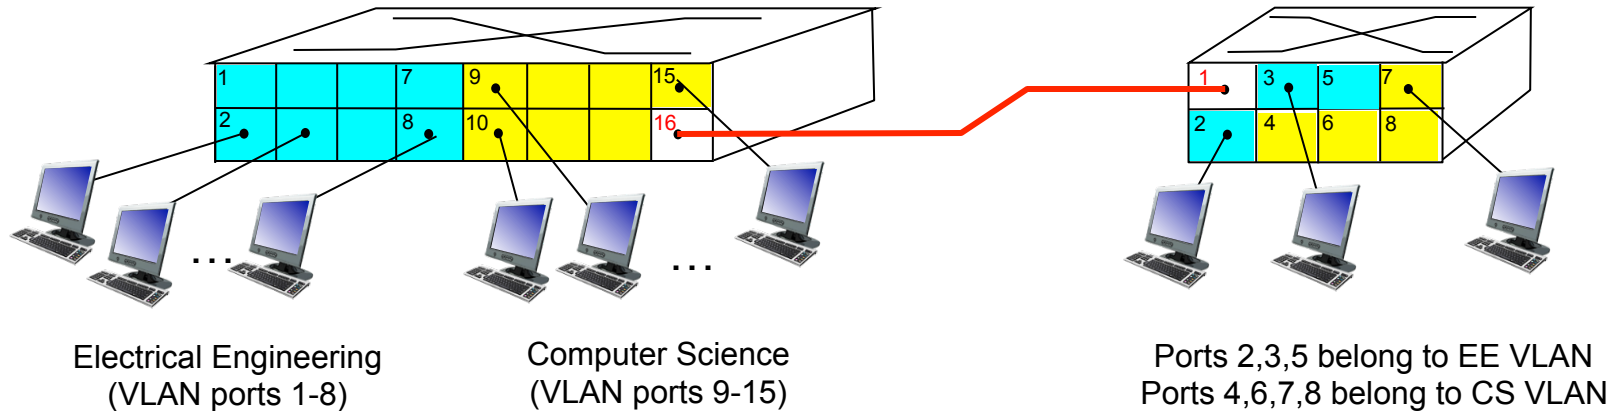 1 7 9 15
2 8 10 16
1 3 5 7
2 4 6 8
... ...
Electrical Engineering
(VLAN ports 1-8)
Computer Science
(VLAN ports 9-15)
Ports 2,3,5 belong to EE VLAN
Ports 4,6,7,8 belong to CS VLAN